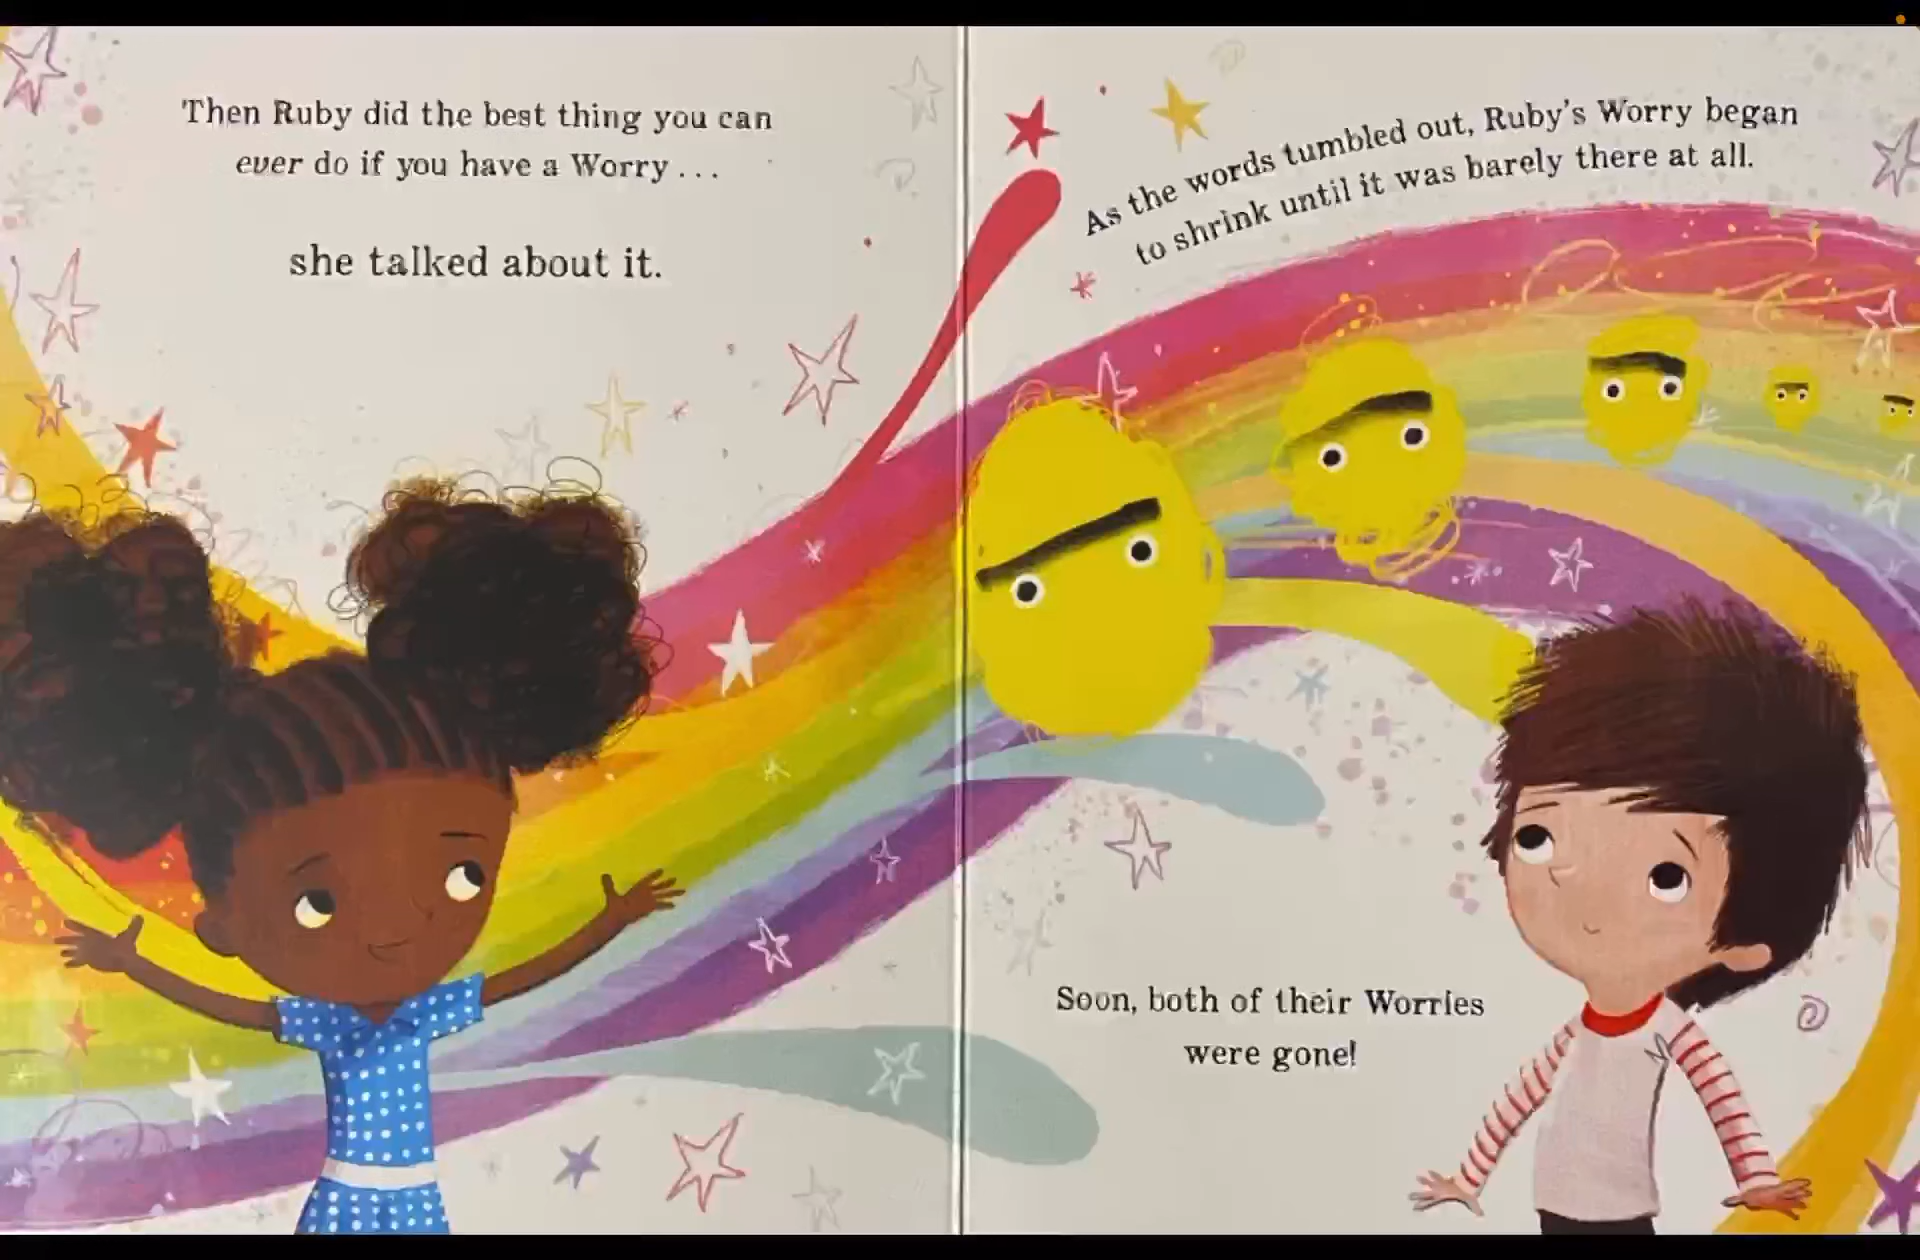 Then Ruby did the best thing you can
ever do if you have a Worry . . .
she talked about it.
As the words tumbled out, Ruby's Worry began
to shrink until it was barely there at all.
Soon, both of their Worries
were gone!